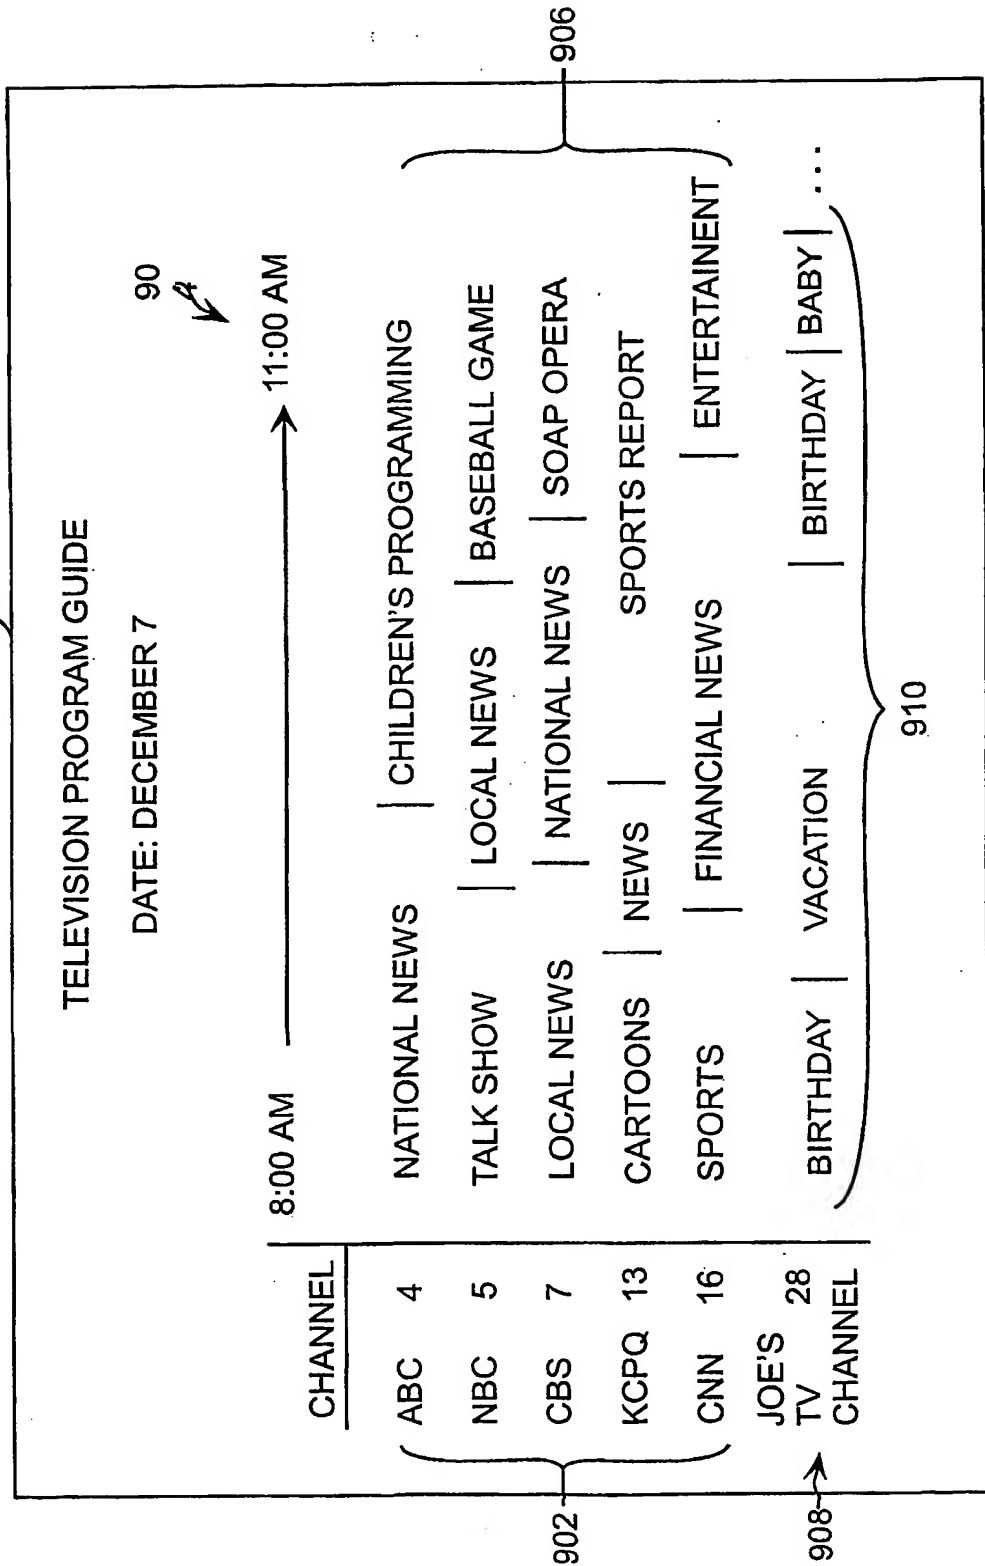 TELEVISION PROGRAM GUIDE
DATE: DECEMBER 7
90
8:00 AM 11:00 AM
CHANNEL
ABC 4 NATIONAL NEWS | CHILDREN'S PROGRAMMING
NBC 5 TALK SHOW | LOCAL NEWS | BASEBALL GAME
CBS 7 LOCAL NEWS | NATIONAL NEWS | SOAP OPERA
KCPQ 13 CARTOONS | NEWS | SPORTS REPORT
CNN 16 SPORTS | FINANCIAL NEWS | ENTERTAINENT
JOE'S
TV 28 BIRTHDAY | VACATION | BIRTHDAY | BABY | ...
CHANNEL
902
906
908
910